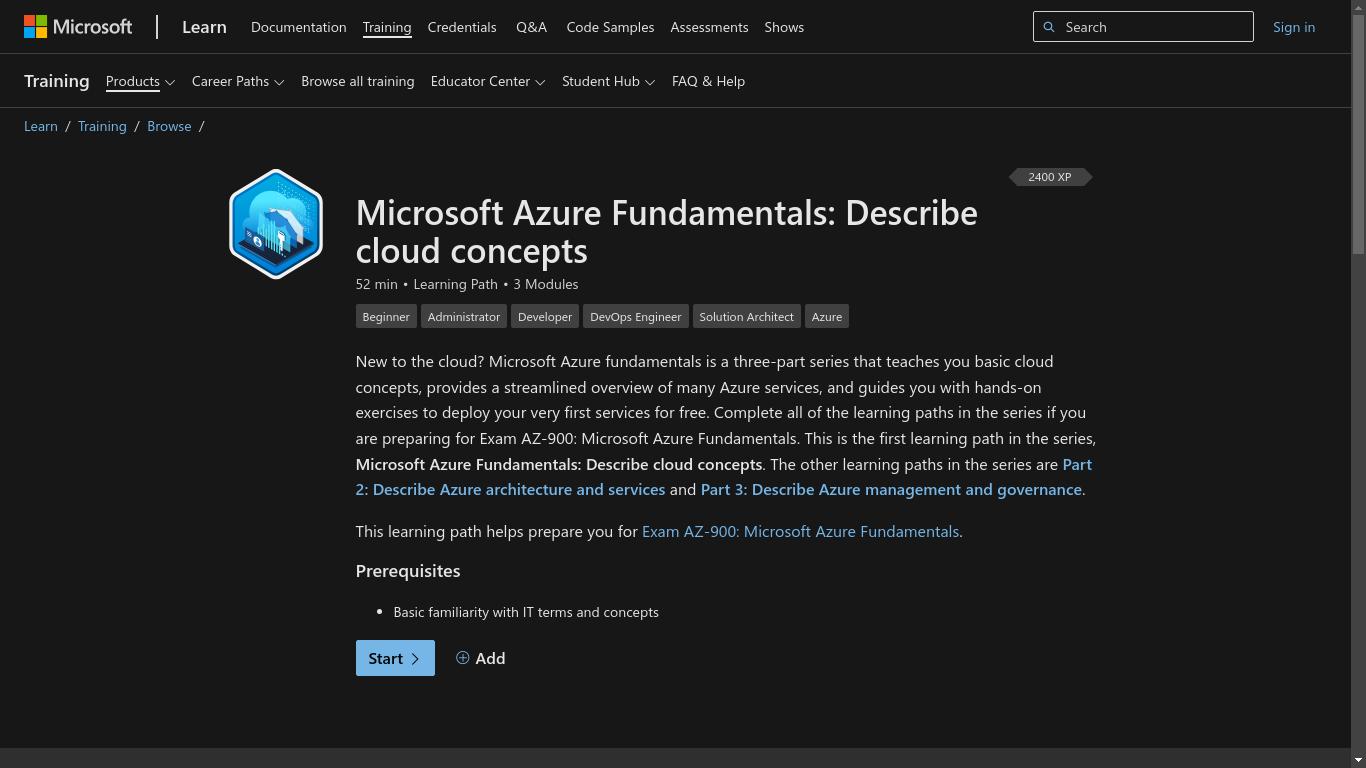 Microsoft
Learn
Documentation
Training
Credentials
Q&A
Code Samples
Assessments
Shows
Search
Sign in
Training
Products
Career Paths
Browse all training
Educator Center
Student Hub
FAQ & Help
Learn / Training / Browse /
2400 XP
Microsoft Azure Fundamentals: Describe
cloud concepts
52 min • Learning Path • 3 Modules
Beginner
Administrator
Developer
DevOps Engineer
Solution Architect
Azure
New to the cloud? Microsoft Azure fundamentals is a three-part series that teaches you basic cloud
concepts, provides a streamlined overview of many Azure services, and guides you with hands-on
exercises to deploy your very first services for free. Complete all of the learning paths in the series if you
are preparing for Exam AZ-900: Microsoft Azure Fundamentals. This is the first learning path in the series,
Microsoft Azure Fundamentals: Describe cloud concepts. The other learning paths in the series are Part
2: Describe Azure architecture and services and Part 3: Describe Azure management and governance.
This learning path helps prepare you for Exam AZ-900: Microsoft Azure Fundamentals.
Prerequisites
• Basic familiarity with IT terms and concepts
Start
Add